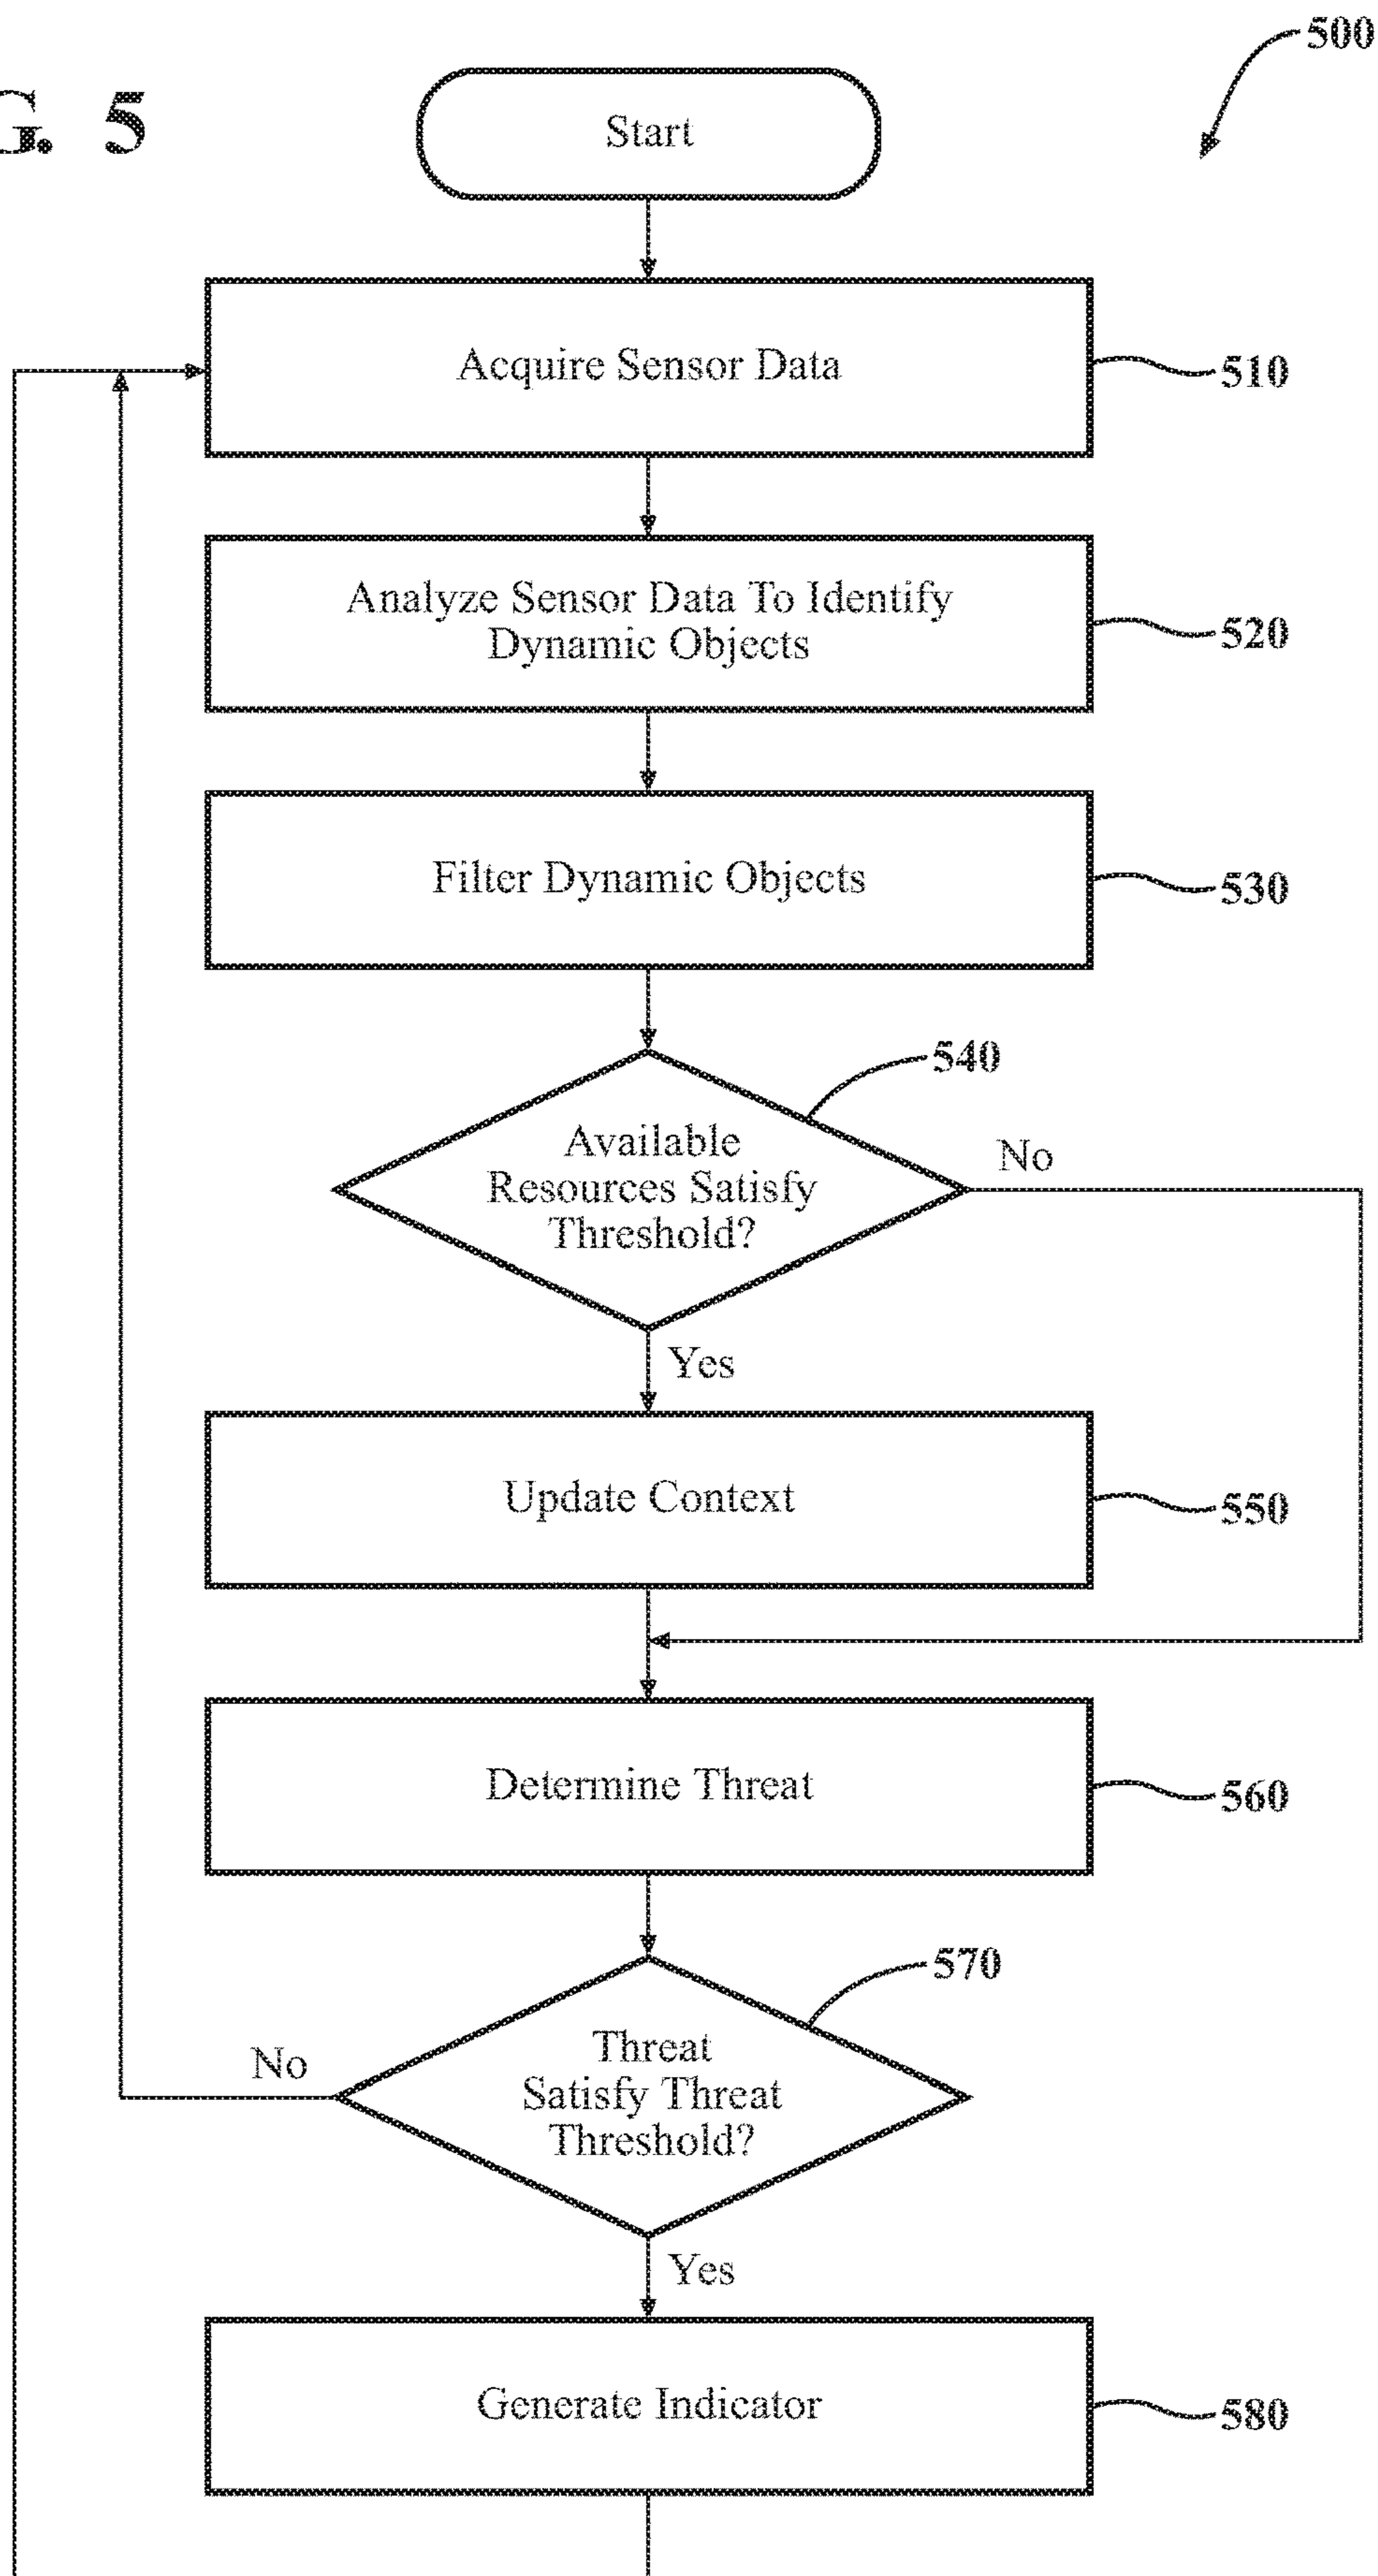 G. 5
500
Start
Acquire Sensor Data
510
Analyze Sensor Data To Identify
Dynamic Objects
520
Filter Dynamic Objects
530
540
Available
Resources Satisfy
Threshold?
No
Yes
Update Context
550
Determine Threat
560
570
Threat
Satisfy Threat
Threshold?
No
Yes
Generate Indicator
580